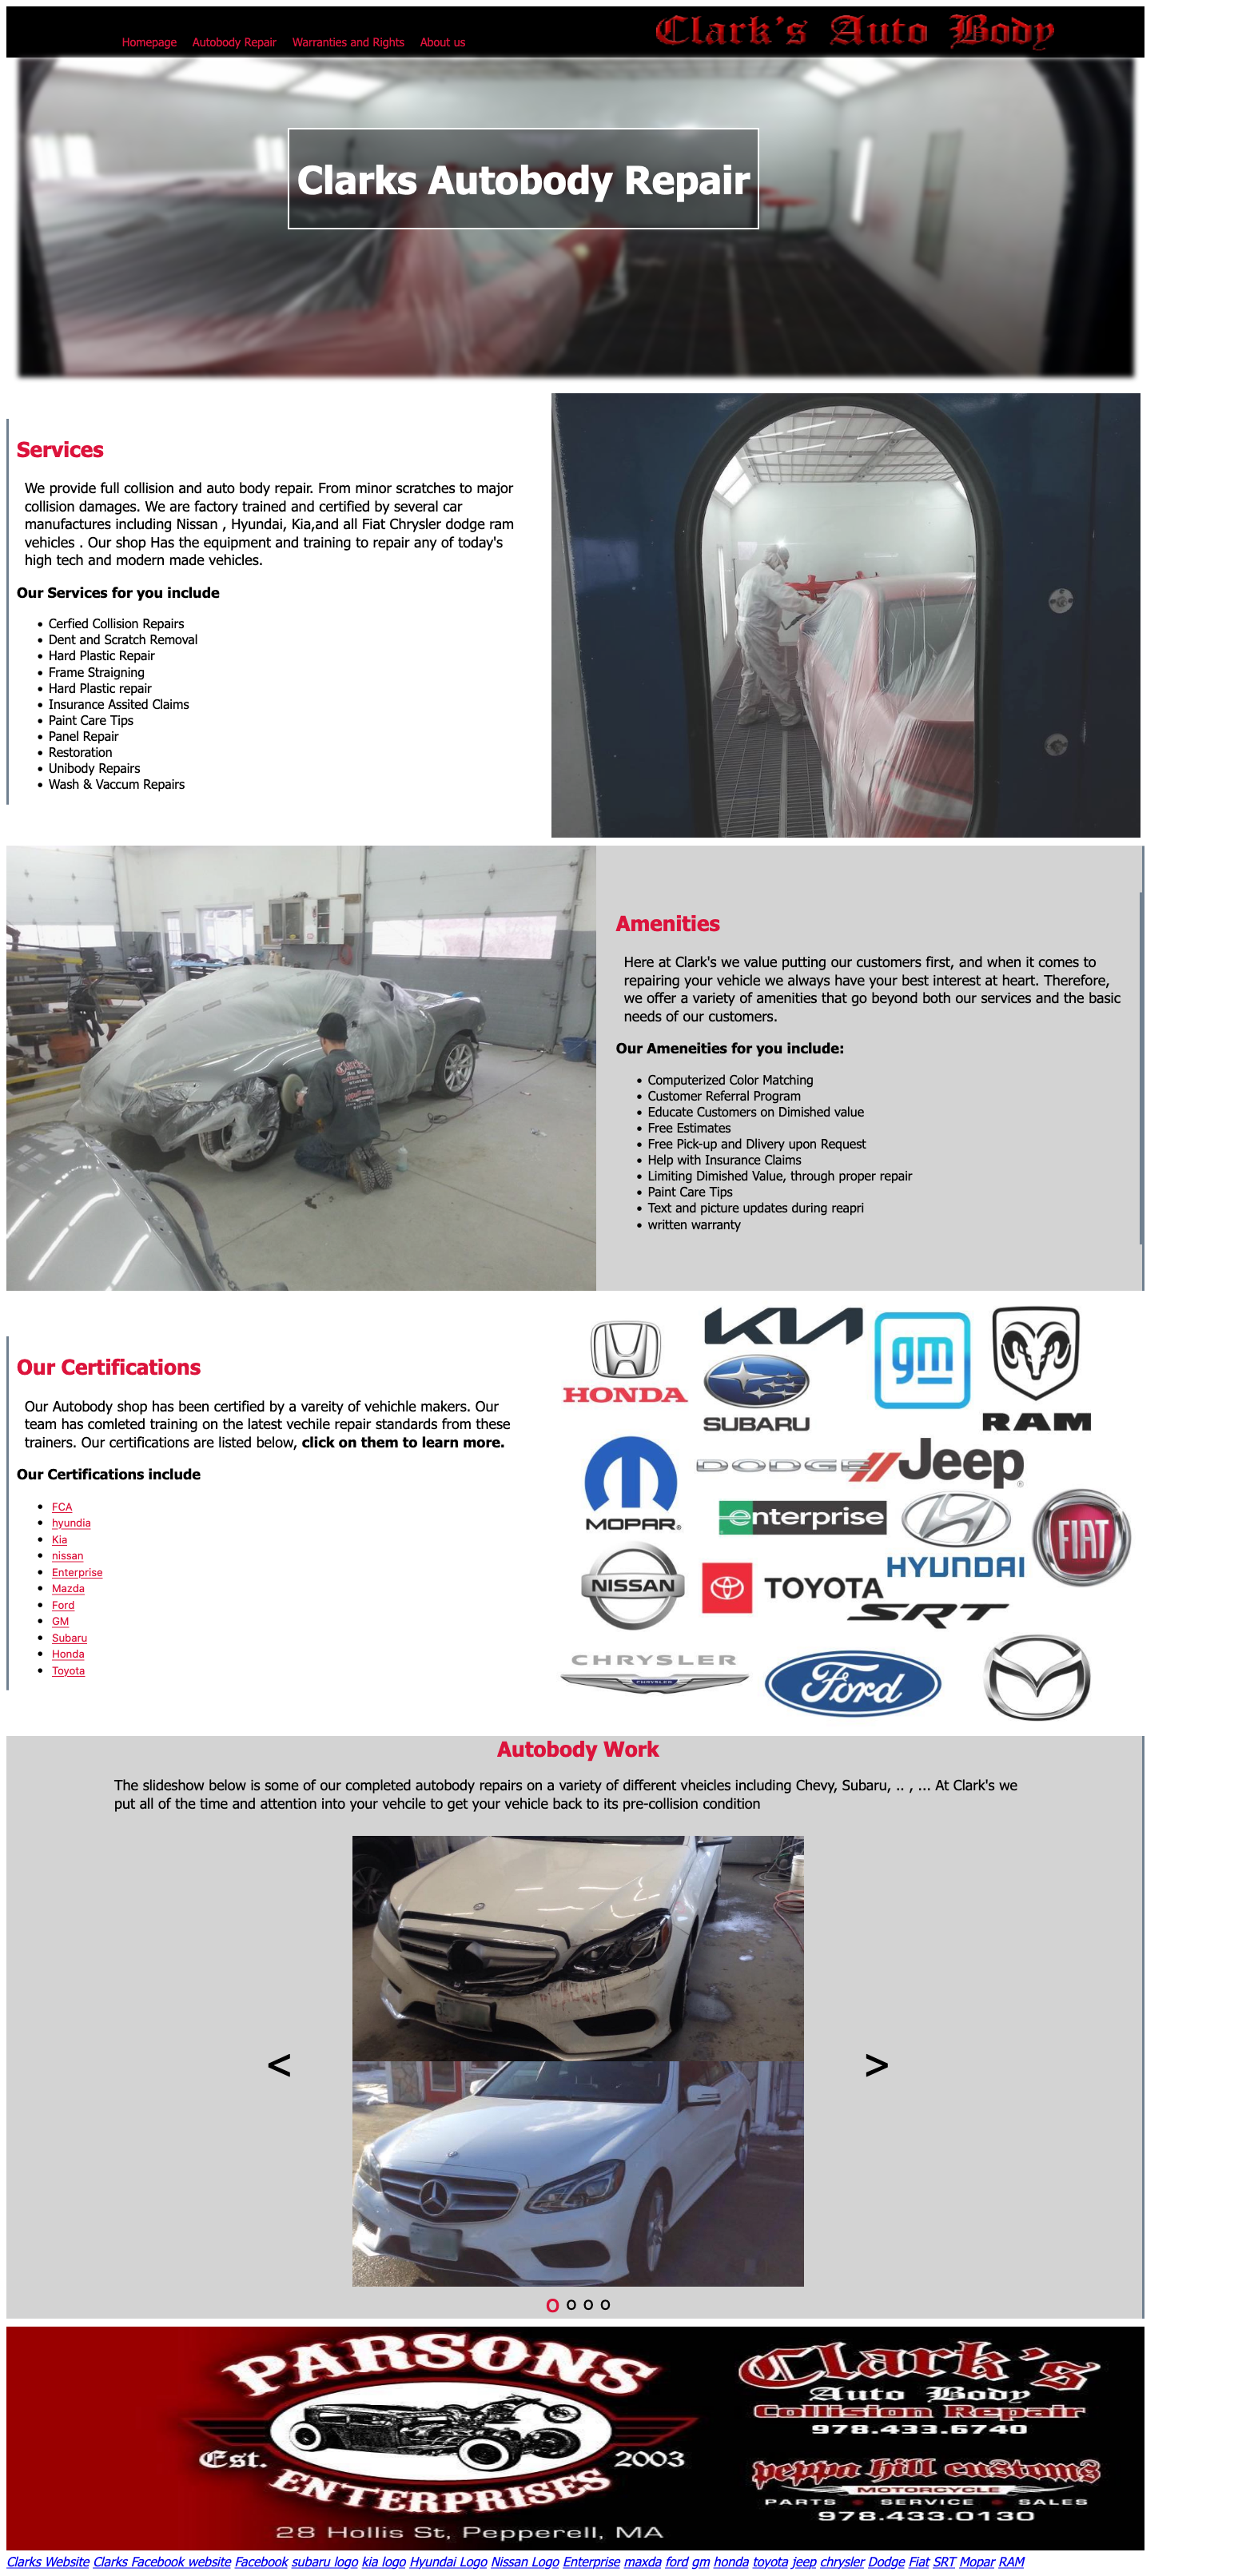 Homepage Autobody Repair Warranties and Rights About us
Clark's Auto Body
Clarks Autobody Repair
Services
We provide full collision and auto body repair. From minor scratches to major
collision damages. We are factory trained and certified by several car
manufactures including Nissan , Hyundai, Kia,and all Fiat Chrysler dodge ram
vehicles . Our shop Has the equipment and training to repair any of today's
high tech and modern made vehicles.
Our Services for you include
Cerfied Collision Repairs
Dent and Scratch Removal
Hard Plastic Repair
Frame Straigning
Hard Plastic repair
Insurance Assited Claims
Paint Care Tips
Panel Repair
Restoration
Unibody Repairs
Wash & Vaccum Repairs
Amenities
Here at Clark's we value putting our customers first, and when it comes to
repairing your vehicle we always have your best interest at heart. Therefore,
we offer a variety of amenities that go beyond both our services and the basic
needs of our customers.
Our Ameneities for you include:
Computerized Color Matching
Customer Referral Program
Educate Customers on Dimished value
Free Estimates
Free Pick-up and Dlivery upon Request
Help with Insurance Claims
Limiting Dimished Value, through proper repair
Paint Care Tips
Text and picture updates during reapri
written warranty
Our Certifications
Our Autobody shop has been certified by a vareity of vehichle makers. Our
team has comleted training on the latest vechile repair standards from these
trainers. Our certifications are listed below, click on them to learn more.
Our Certifications include
FCA
hyundia
Kia
nissan
Enterprise
Mazda
Ford
GM
Subaru
Honda
Toyota
KIA
gm
HONDA
SUBARU
RAM
MOPAR
DODGE
Jeep
enterprise
FIAT
HYUNDAI
NISSAN
TOYOTA
SRT
CHRYSLER
CHRYSLER
Ford
Autobody Work
The slideshow below is some of our completed autobody repairs on a variety of different vheicles including Chevy, Subaru, .. , ... At Clark's we
put all of the time and attention into your vehcile to get your vehicle back to its pre-collision condition
< >
O O O O
PARSONS
Est. 2003
ENTERPRISES
28 Hollis St, Pepperell, MA
Clark's
Auto Body
Collision Repair
978.433.6740
peppa hill customs
MOTORCYCLE
PARTS SERVICE SALES
978.433.0130
Clarks Website Clarks Facebook website Facebook subaru logo kia logo Hyundai Logo Nissan Logo Enterprise maxda ford gm honda toyota jeep chrysler Dodge Fiat SRT Mopar RAM